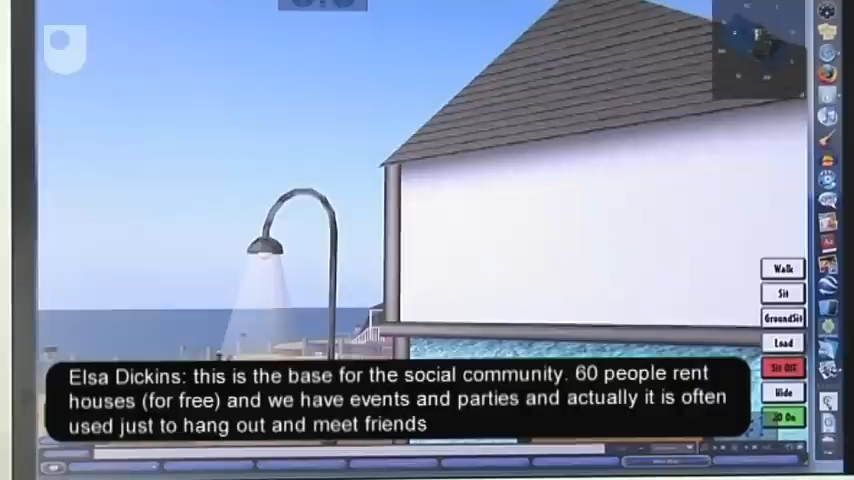 Walk
Sit
GroundSit
Load
Sit Off
Hide
AO On
Elsa Dickins: this is the base for the social community. 60 people rent
houses (for free) and we have events and parties and actually it is often
used just to hang out and meet friends